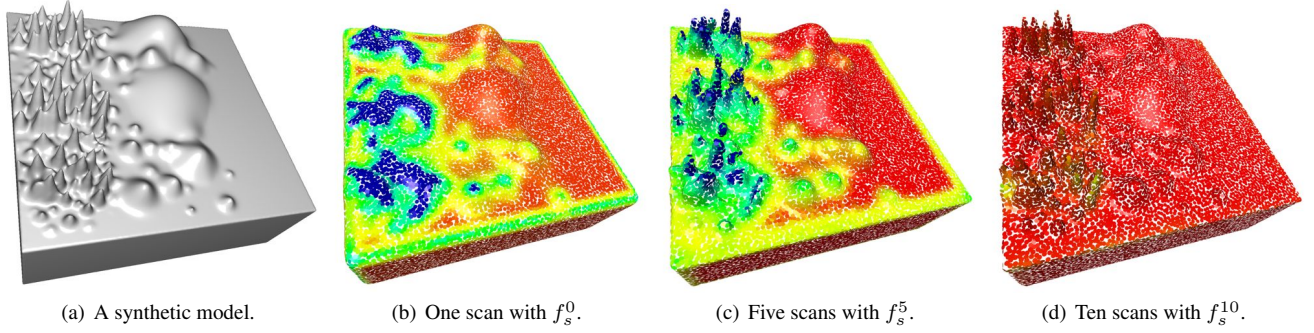 (a) A synthetic model.
(b) One scan with $f_s^0$.
(c) Five scans with $f_s^5$.
(d) Ten scans with $f_s^{10}$.